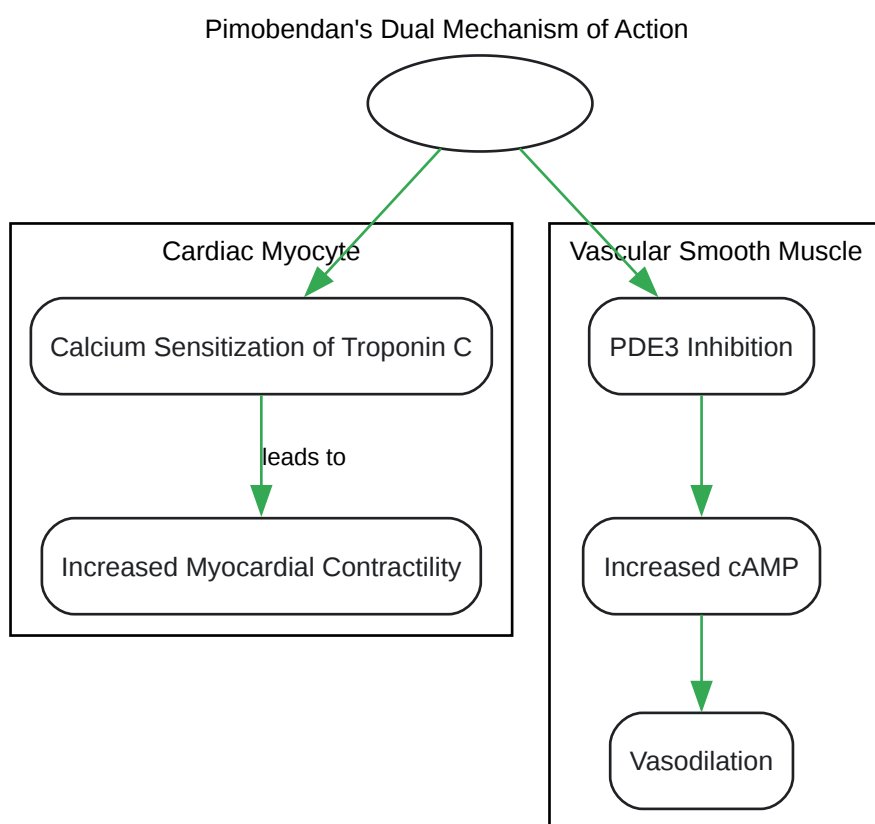 Pimobendan's Dual Mechanism of Action
Cardiac Myocyte
Calcium Sensitization of Troponin C
leads to
Increased Myocardial Contractility
Vascular Smooth Muscle
PDE3 Inhibition
Increased cAMP
Vasodilation